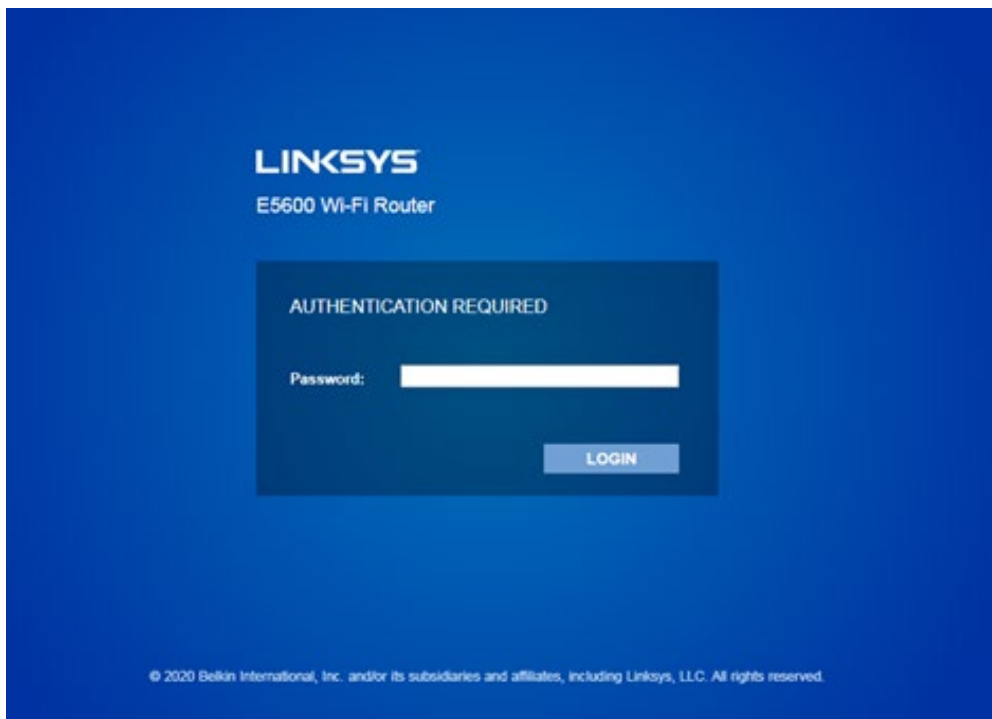 LINKSYS
E5600 Wi-Fi Router
AUTHENTICATION REQUIRED
Password:
LOGIN
© 2020 Belkin International, Inc. and/or its subsidiaries and affiliates, including Linksys, LLC. All rights reserved.